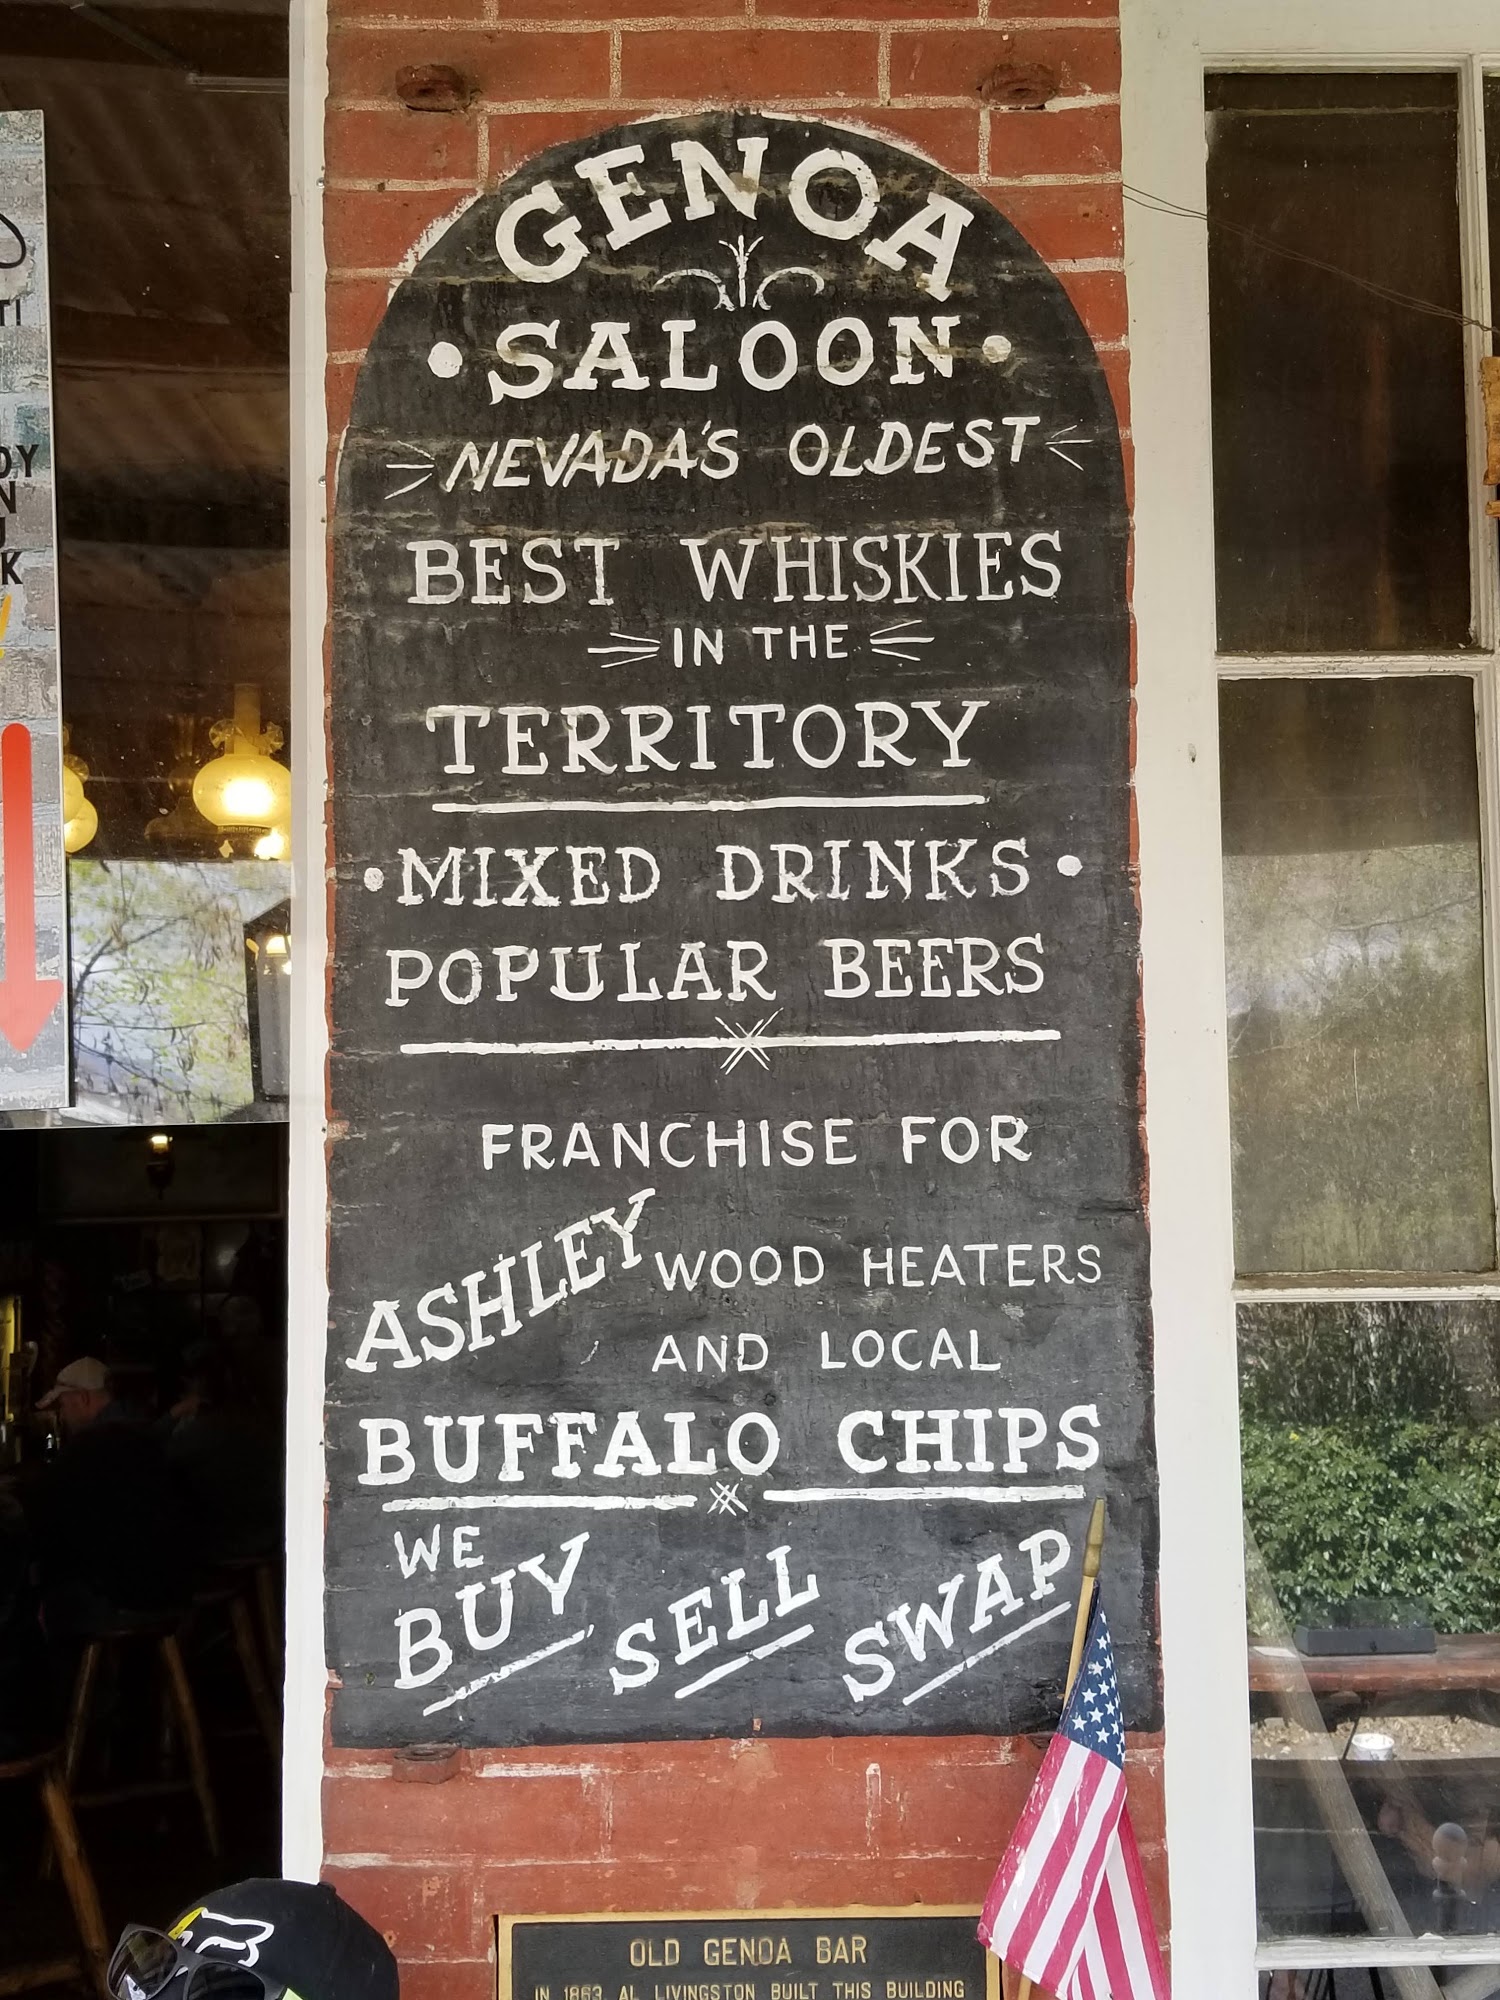 GENOA
• SALOON •
NEVADA'S OLDEST
BEST WHISKIES
IN THE
TERRITORY
• MIXED DRINKS •
POPULAR BEERS
FRANCHISE FOR
ASHLEY WOOD HEATERS
AND LOCAL
BUFFALO CHIPS
WE
BUY SELL SWAP
OLD GENOA BAR
IN 1863, AL LIVINGSTON BUILT THIS BUILDING